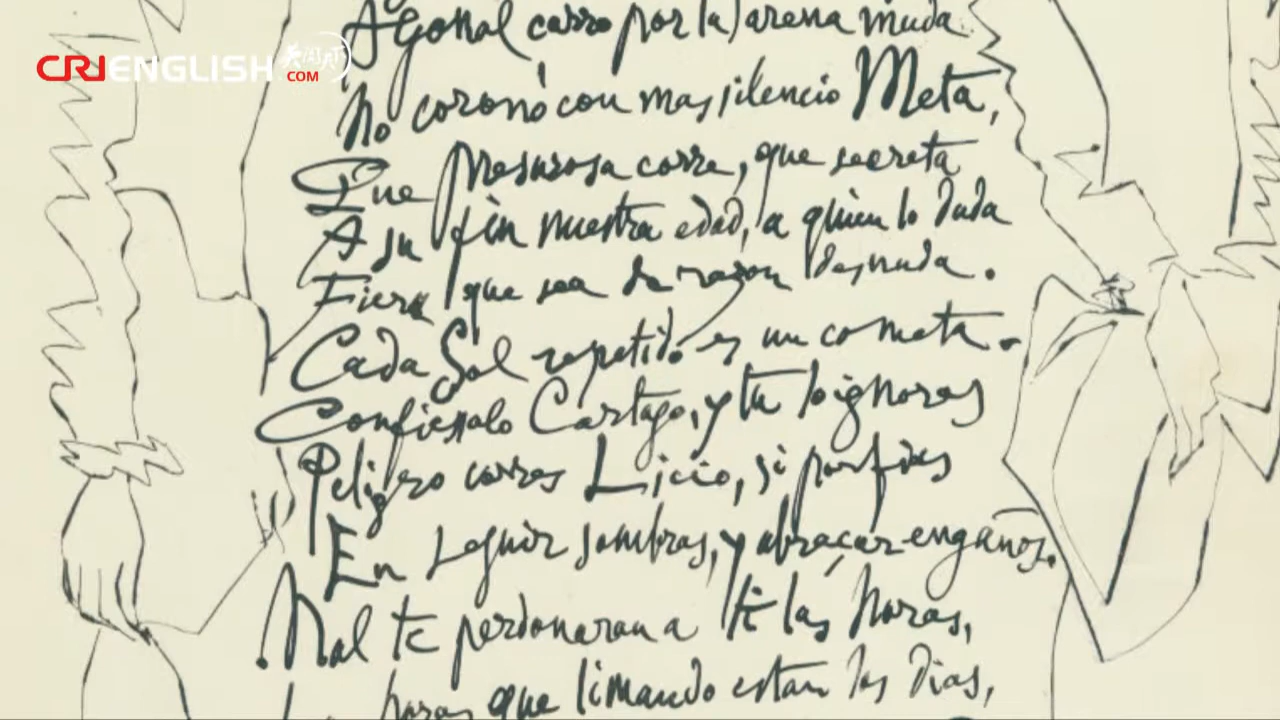 CRIENGLISH
.COM
Agonal carro por la arena muda
No coronó con mas silencio Meta,
Que presurosa corre, que secreta
A su fin nuestra edad, a quien lo duda
Fiera que sea de razon desnuda.
Cada Sol repetido es un cometa.
Confiesalo Cartago, y tu lo ignoras
Peligro corres Licio, si porfias
En seguir sombras, y abraçar engaños.
Mal te perdonaran a ti las horas,
horas que limando estan los dias,